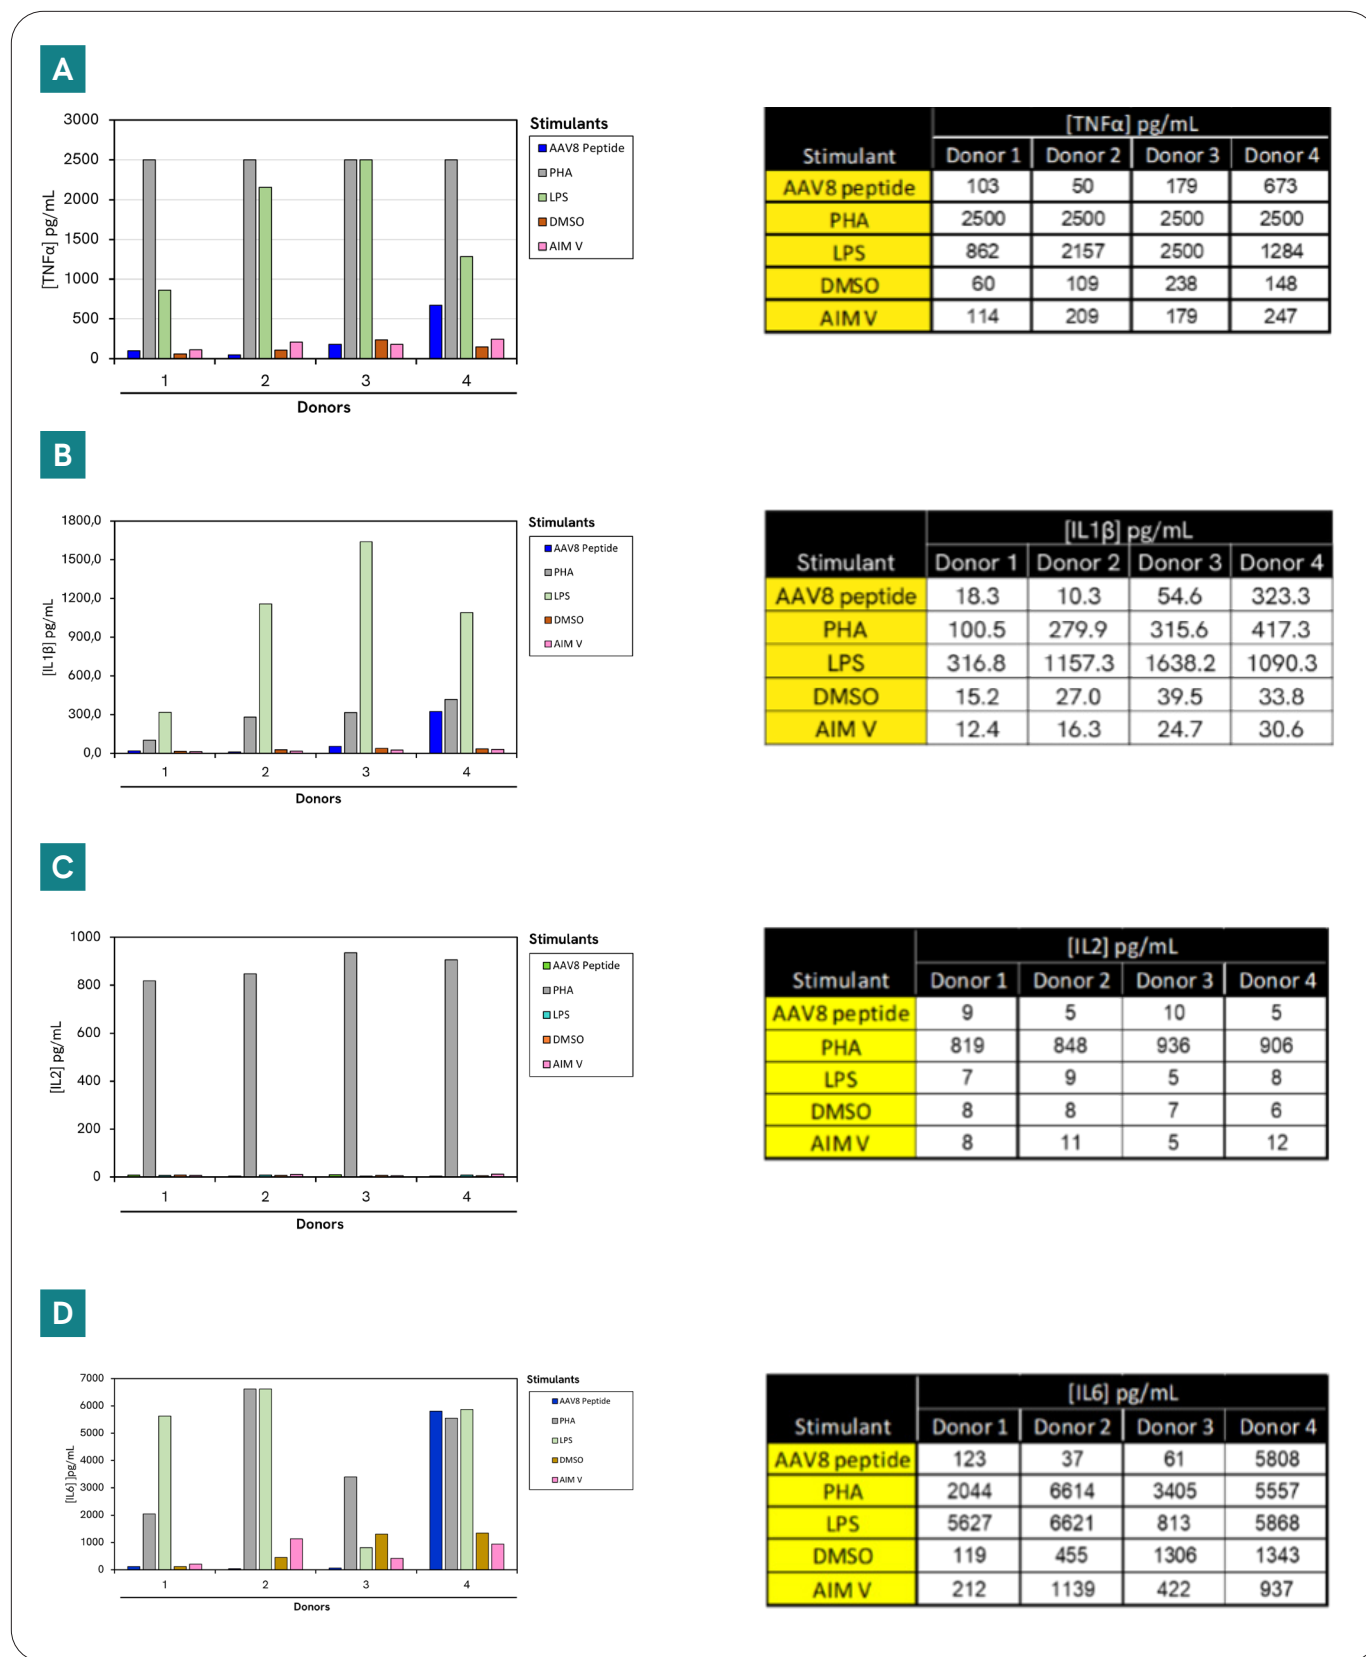 A
3000
2500
2000
1500
1000
500
0
[TNFα] pg/mL
1 2 3 4
Donors
Stimulants
AAV8 Peptide
PHA
LPS
DMSO
AIM V
[TNFα] pg/mL
Stimulant Donor 1 Donor 2 Donor 3 Donor 4
AAV8 peptide 103 50 179 673
PHA 2500 2500 2500 2500
LPS 862 2157 2500 1284
DMSO 60 109 238 148
AIM V 114 209 179 247
B
1800,0
1500,0
1200,0
900,0
600,0
300,0
0,0
[IL1β] pg/mL
1 2 3 4
Donors
Stimulants
AAV8 Peptide
PHA
LPS
DMSO
AIM V
[IL1β] pg/mL
Stimulant Donor 1 Donor 2 Donor 3 Donor 4
AAV8 peptide 18.3 10.3 54.6 323.3
PHA 100.5 279.9 315.6 417.3
LPS 316.8 1157.3 1638.2 1090.3
DMSO 15.2 27.0 39.5 33.8
AIM V 12.4 16.3 24.7 30.6
C
1000
800
600
400
200
0
[IL2] pg/mL
1 2 3 4
Donors
Stimulants
AAV8 Peptide
PHA
LPS
DMSO
AIM V
[IL2] pg/mL
Stimulant Donor 1 Donor 2 Donor 3 Donor 4
AAV8 peptide 9 5 10 5
PHA 819 848 936 906
LPS 7 9 5 8
DMSO 8 8 7 6
AIM V 8 11 5 12
D
7000
6000
5000
4000
3000
2000
1000
0
[IL6] ]pg/mL
1 2 3 4
Donors
Stimulants
AAV8 Peptide
PHA
LPS
DMSO
AIM V
[IL6] pg/mL
Stimulant Donor 1 Donor 2 Donor 3 Donor 4
AAV8 peptide 123 37 61 5808
PHA 2044 6614 3405 5557
LPS 5627 6621 813 5868
DMSO 119 455 1306 1343
AIM V 212 1139 422 937